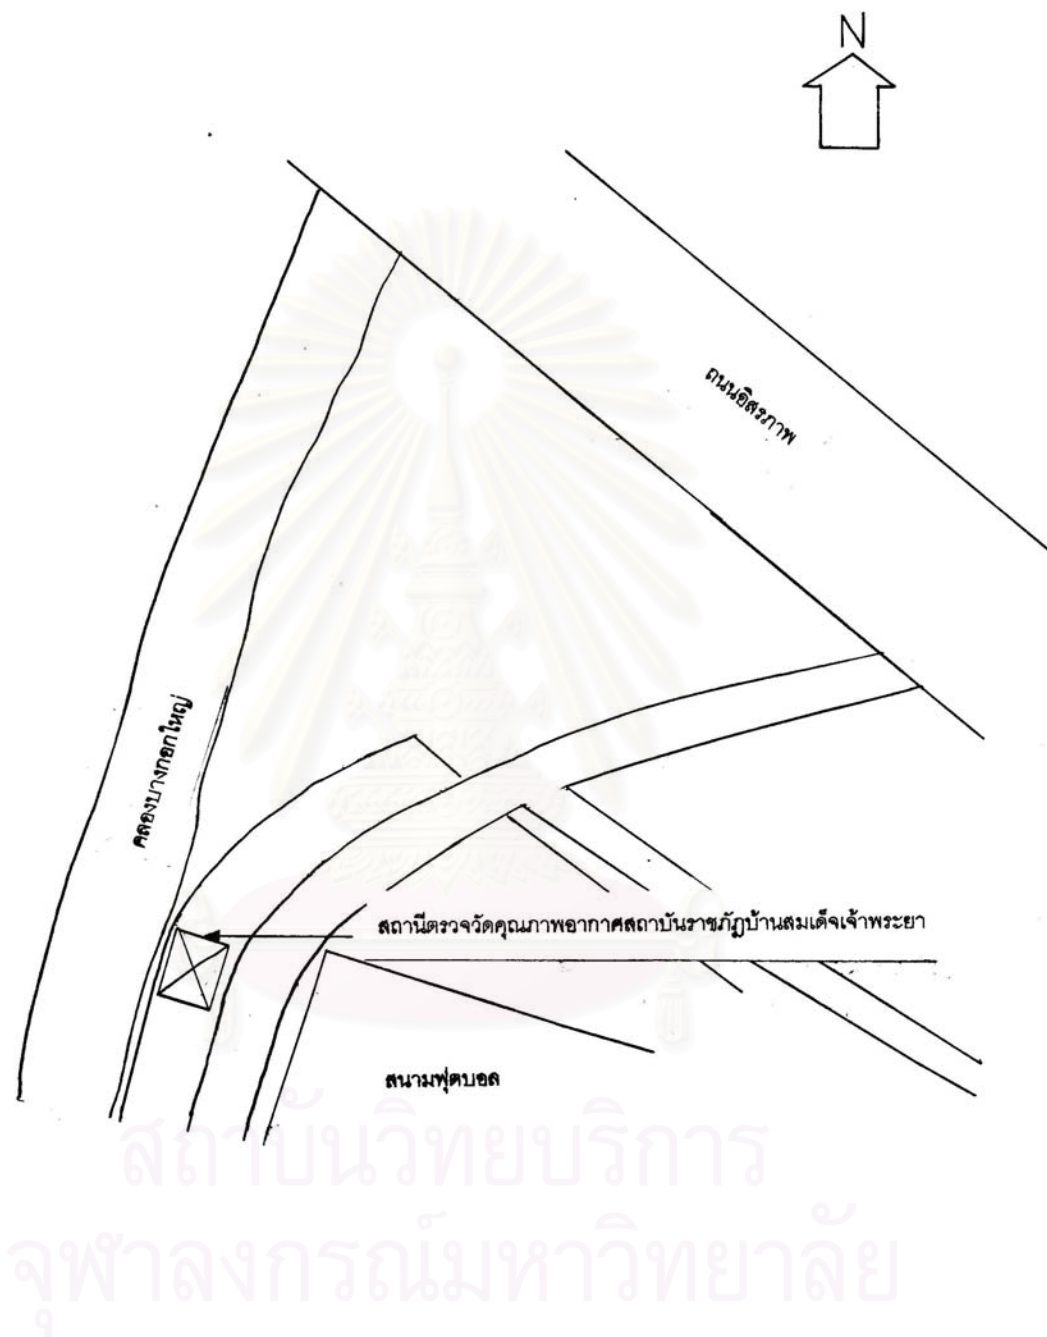 N
ถนนอิสรภาพ
คลองบางกอกใหญ่
สถานีตรวจวัดคุณภาพอากาศสถาบันราชภัฏบ้านสมเด็จเจ้าพระยา
สนามฟุตบอล
สถาบันวิทยบริการ
จุฬาลงกรณ์มหาวิทยาลัย